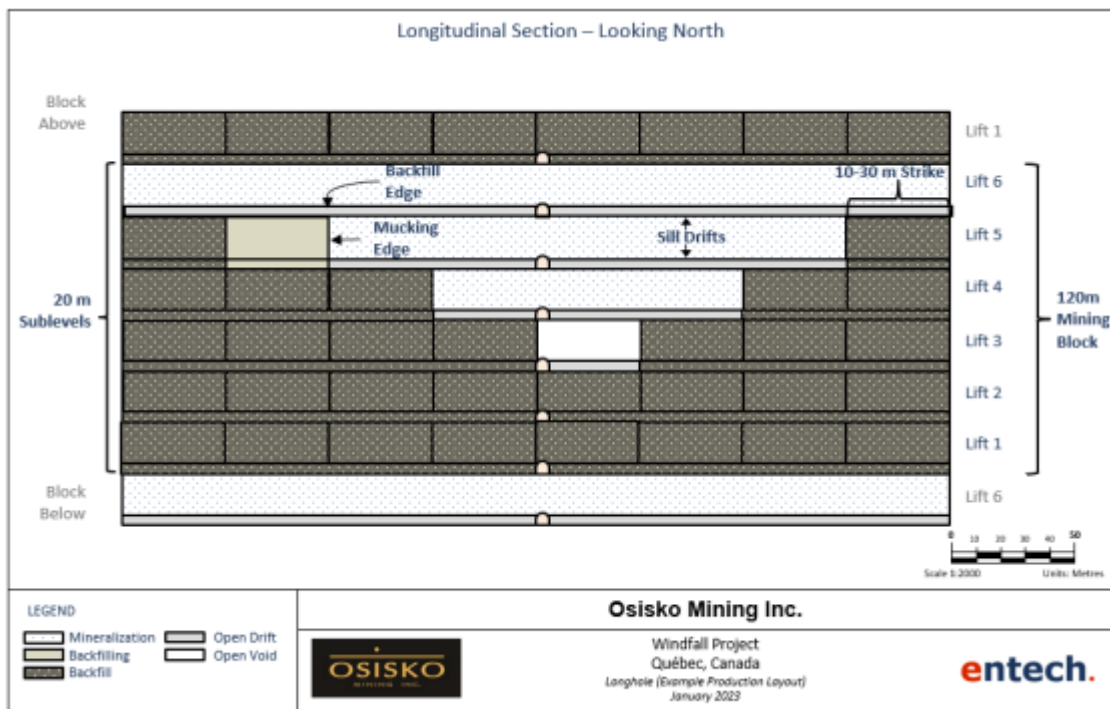 Longitudinal Section – Looking North
Block
Above
Lift 1
Backfill
Edge
10-30 m Strike
Lift 6
Mucking
Edge
Sill Drifts
Lift 5
20 m
Sublevels
Lift 4
120m
Mining
Block
Lift 3
Lift 2
Lift 1
Block
Below
Lift 6
0 10 20 30 40 50
Scale 1:2000 Units: Metres
LEGEND
Mineralization
Backfilling
Backfill
Open Drift
Open Void
Osisko Mining Inc.
OSISKO
MINING INC.
Windfall Project
Québec, Canada
Longhole (Example Production Layout)
January 2023
entech.